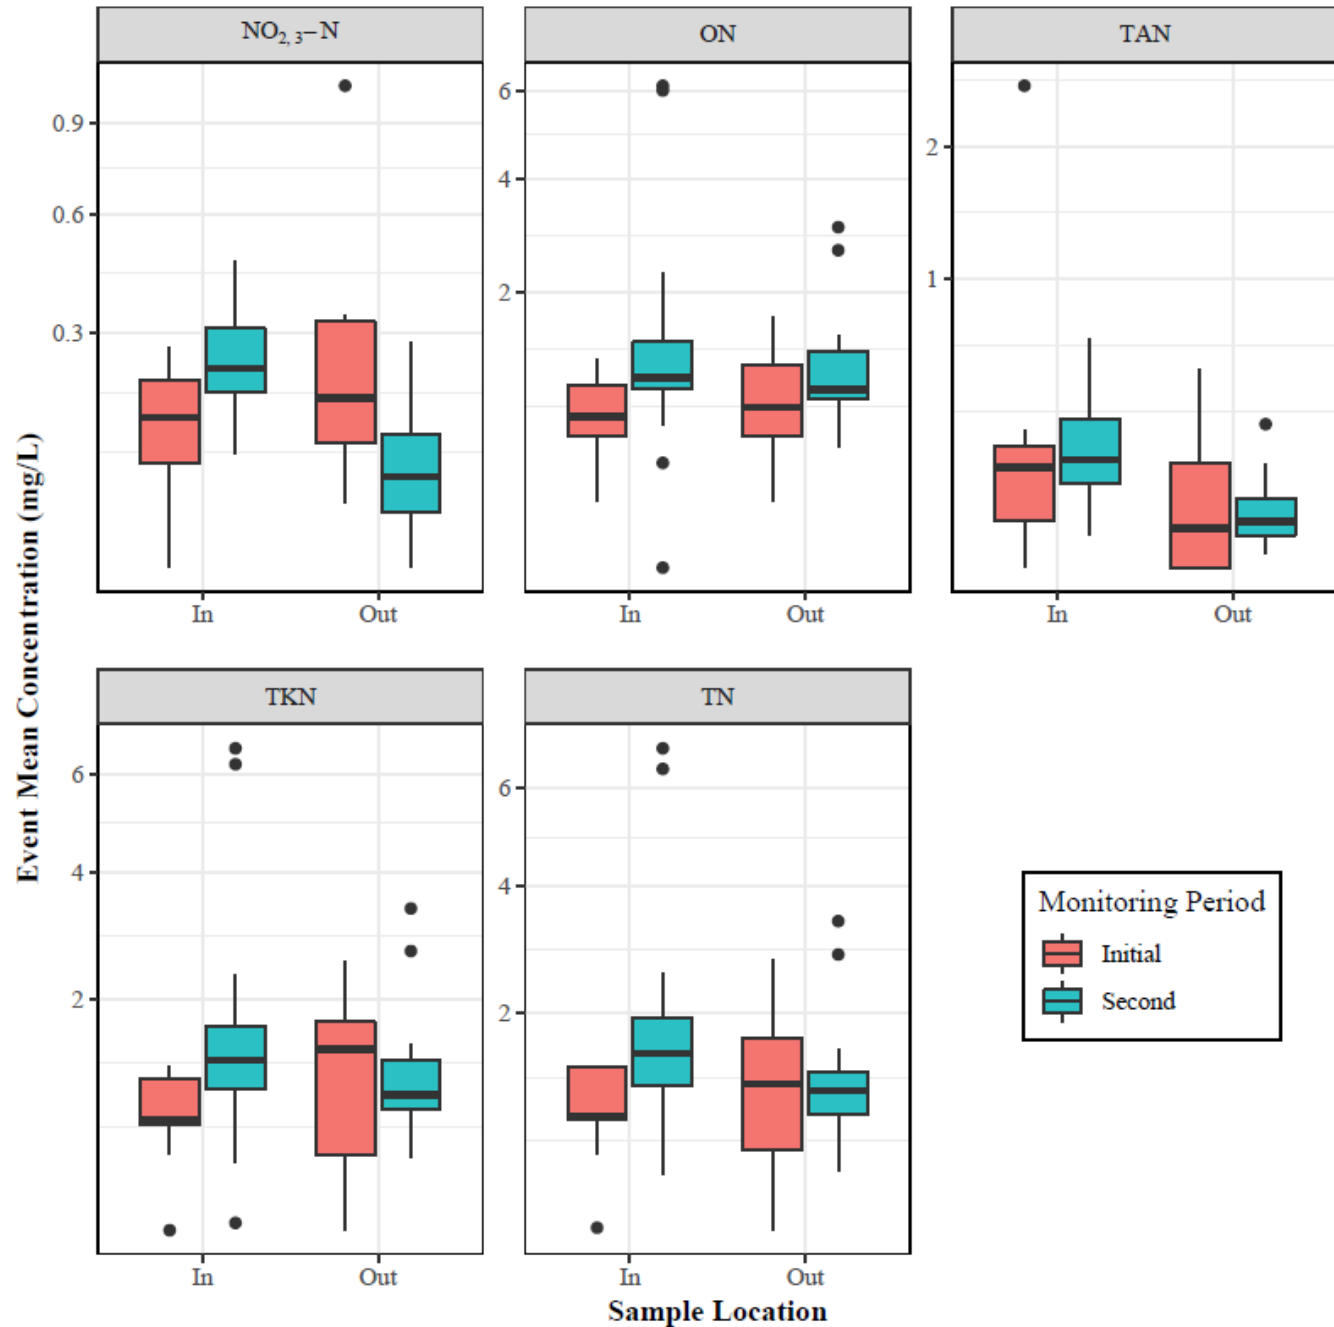 NO2, 3−N
ON
TAN
0.9
0.6
0.3
6
4
2
2
1
In
Out
In
Out
In
Out
Event Mean Concentration (mg/L)
TKN
TN
6
4
2
6
4
2
In
Out
In
Out
Sample Location
Monitoring Period
Initial
Second